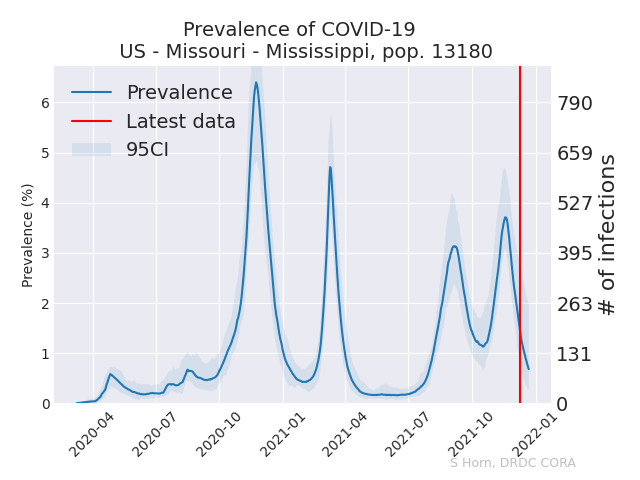 Prevalence of COVID-19
US - Missouri - Mississippi, pop. 13180
Prevalence
Latest data
95CI
Prevalence (%)
6
5
4
3
2
1
0
790
659
527
395
263
131
0
# of infections
2020-04
2020-07
2020-10
2021-01
2021-04
2021-07
2021-10
2022-01
S Horn, DRDC CORA